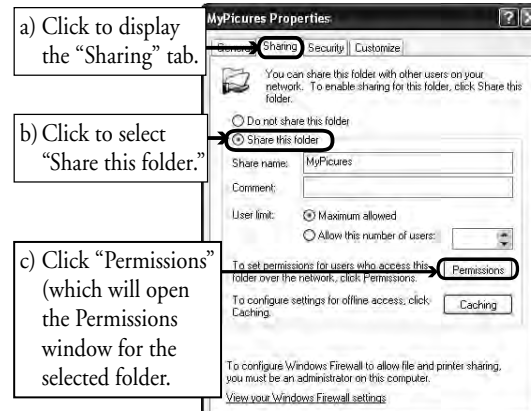 a) Click to display
the “Sharing” tab.
b) Click to select
“Share this folder.”
c) Click “Permissions”
(which will open
the Permissions
window for the
selected folder.
MyPicures Properties
General Sharing Security Customize
You can share this folder with other users on your
network. To enable sharing for this folder, click Share this
folder.
Do not share this folder
Share this folder
Share name: MyPicures
Comment:
User limit: Maximum allowed
Allow this number of users:
To set permissions for users who access this
folder over the network, click Permissions.
Permissions
To configure settings for offline access, click
Caching.
Caching
To configure Windows Firewall to allow file and printer sharing,
you must be an administrator on this computer.
View your Windows Firewall settings